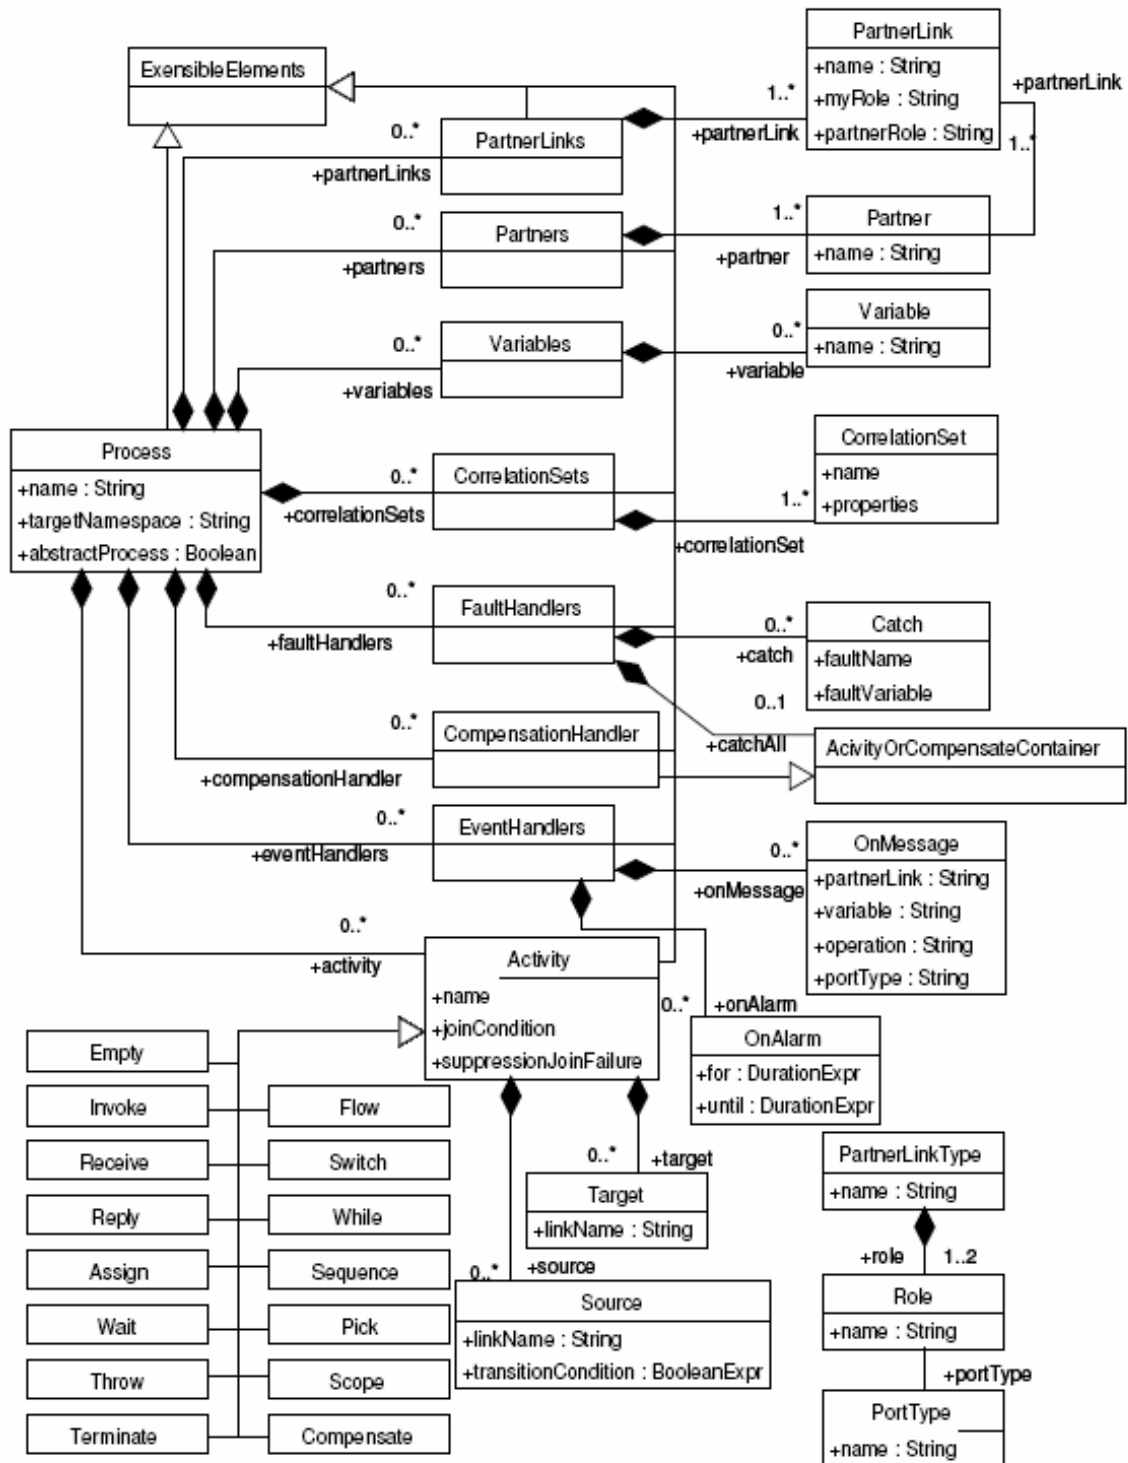 PartnerLink
+name : String
+myRole : String
+partnerRole : String
+partnerLink
1..*
ExensibleElements
1..*
+partnerLink
0..*
PartnerLinks
+partnerLinks
0..*
Partners
+partners
1..*
+partner
Partner
+name : String
0..*
Variables
+variables
0..*
+variable
Variable
+name : String
Process
+name : String
+targetNamespace : String
+abstractProcess : Boolean
0..*
CorrelationSets
+correlationSets
1..*
+correlationSet
CorrelationSet
+name
+properties
0..*
FaultHandlers
+faultHandlers
0..*
+catch
Catch
+faultName
+faultVariable
0..1
+catchAll
AcivityOrCompensateContainer
0..*
CompensationHandler
+compensationHandler
0..*
EventHandlers
+eventHandlers
0..*
+onMessage
OnMessage
+partnerLink : String
+variable : String
+operation : String
+portType : String
0..*
+activity
Activity
+name
+joinCondition
+suppressionJoinFailure
0..*
+onAlarm
OnAlarm
+for : DurationExpr
+until : DurationExpr
Empty
Invoke
Flow
Receive
Switch
Reply
While
Assign
Sequence
Wait
Pick
Throw
Scope
Terminate
Compensate
0..*
+target
Target
+linkName : String
0..*
+source
Source
+linkName : String
+transitionCondition : BooleanExpr
PartnerLinkType
+name : String
+role
1..2
Role
+name : String
+portType
PortType
+name : String